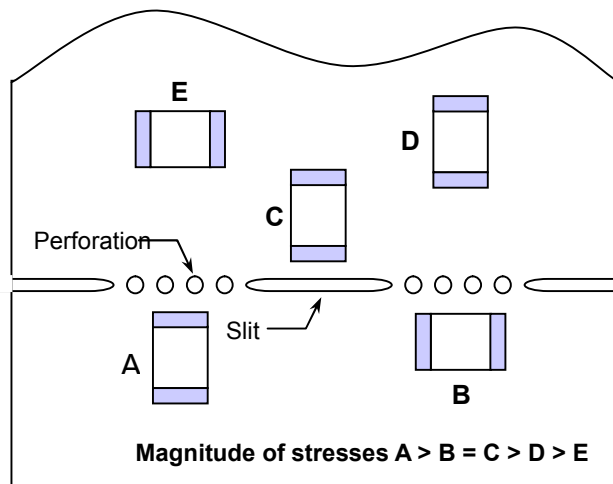 E
D
C
Perforation
Slit
A
B
Magnitude of stresses A > B = C > D > E